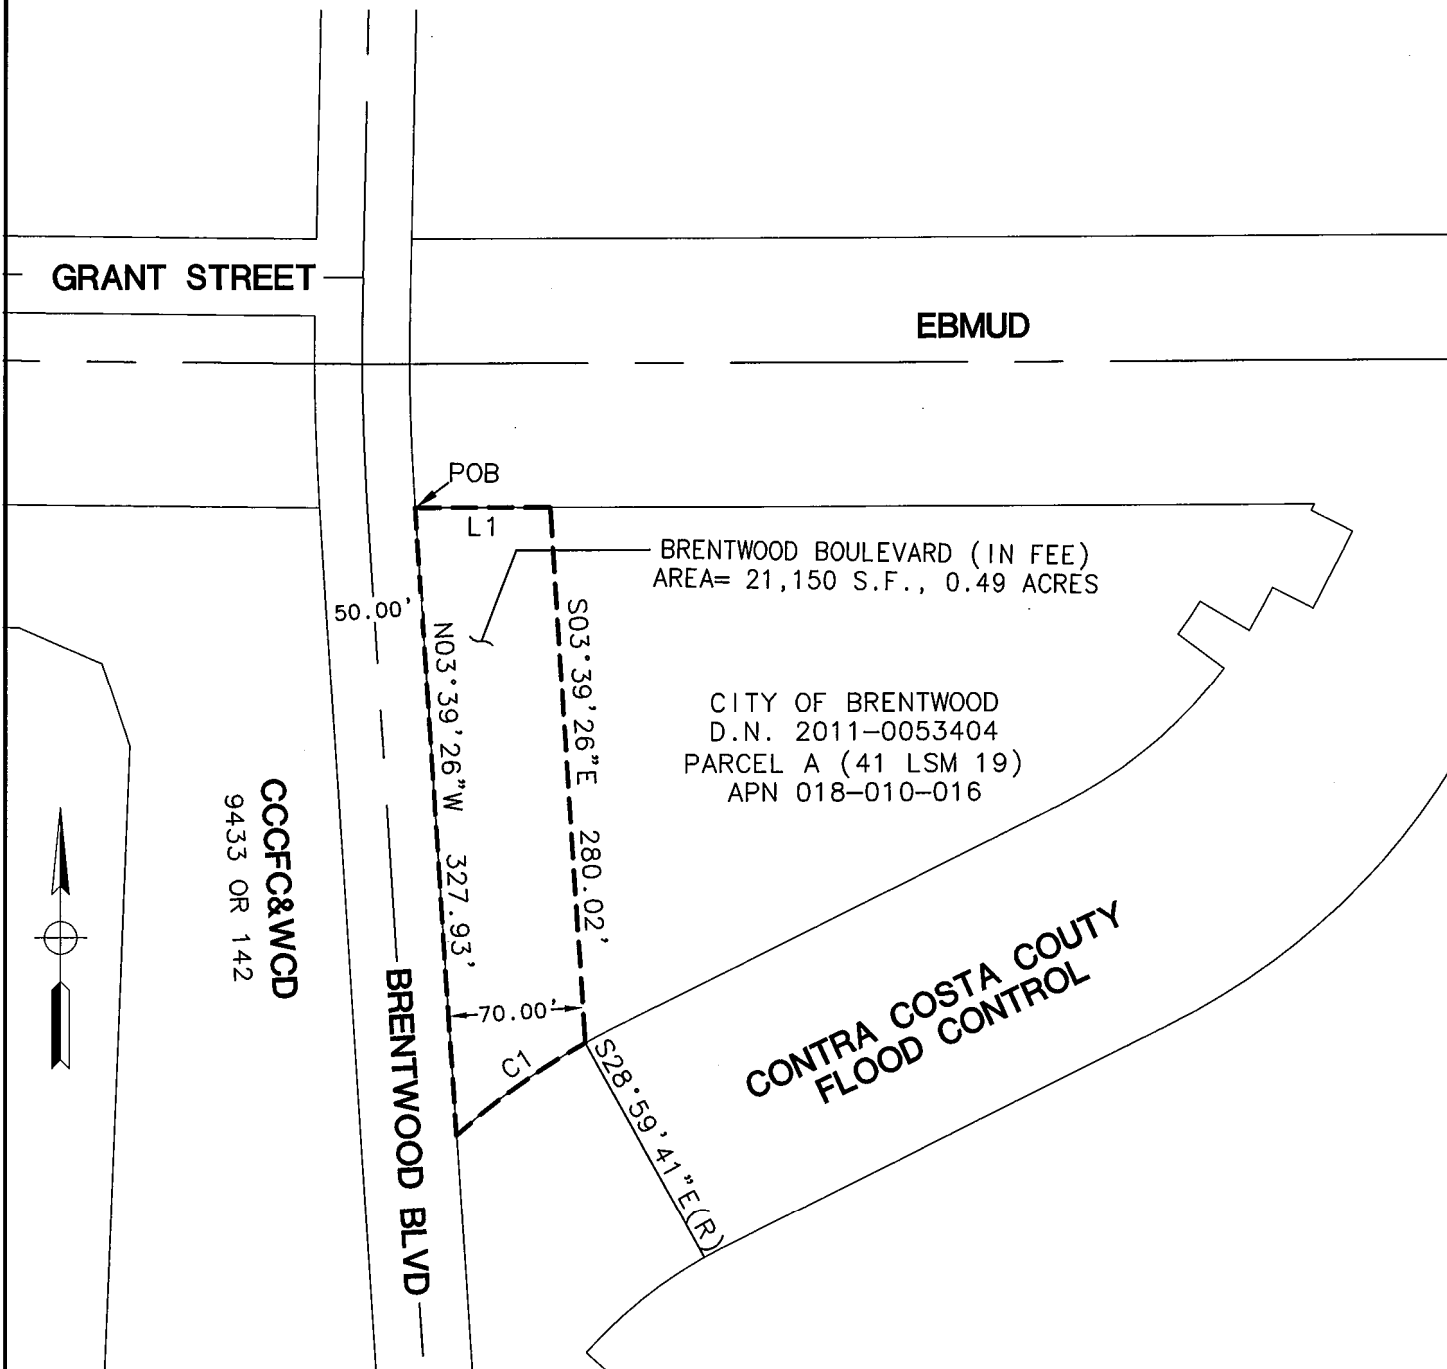 GRANT STREET
EBMUD
POB
L1
BRENTWOOD BOULEVARD (IN FEE)
AREA= 21,150 S.F., 0.49 ACRES
50.00'
N03°39'26"W 327.93'
S03°39'26"E 280.02'
CITY OF BRENTWOOD
D.N. 2011-0053404
PARCEL A (41 LSM 19)
APN 018-010-016
CCCFC&WCD
9433 OR 142
BRENTWOOD BLVD
70.00'
C1
S28°59'41"E(R)
CONTRA COSTA COUTY
FLOOD CONTROL